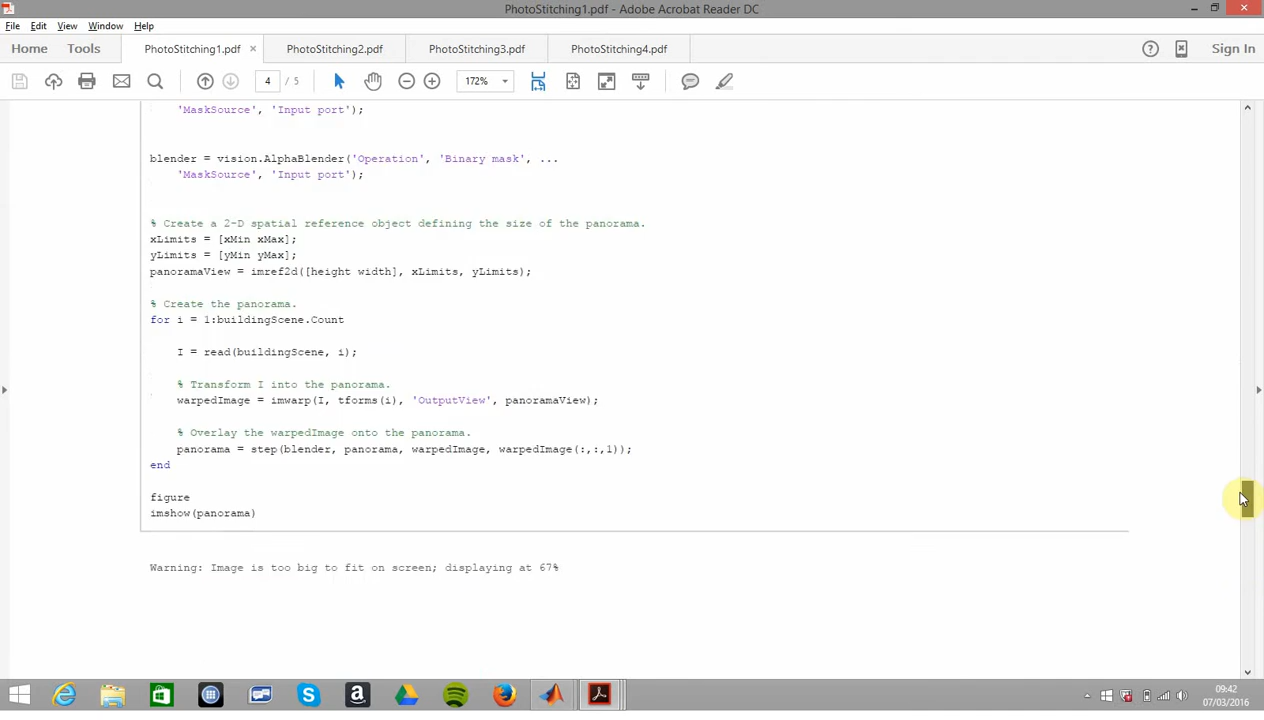 PhotoStitching1.pdf - Adobe Acrobat Reader DC
File Edit View Window Help
Home Tools PhotoStitching1.pdf × PhotoStitching2.pdf PhotoStitching3.pdf PhotoStitching4.pdf Sign In
4 / 5 172%
'MaskSource', 'Input port');
blender = vision.AlphaBlender('Operation', 'Binary mask', ...
'MaskSource', 'Input port');
% Create a 2-D spatial reference object defining the size of the panorama.
xLimits = [xMin xMax];
yLimits = [yMin yMax];
panoramaView = imref2d([height width], xLimits, yLimits);
% Create the panorama.
for i = 1:buildingScene.Count
I = read(buildingScene, i);
% Transform I into the panorama.
warpedImage = imwarp(I, tforms(i), 'OutputView', panoramaView);
% Overlay the warpedImage onto the panorama.
panorama = step(blender, panorama, warpedImage, warpedImage(:,:,1));
end
figure
imshow(panorama)
Warning: Image is too big to fit on screen; displaying at 67%
09:42
07/03/2016